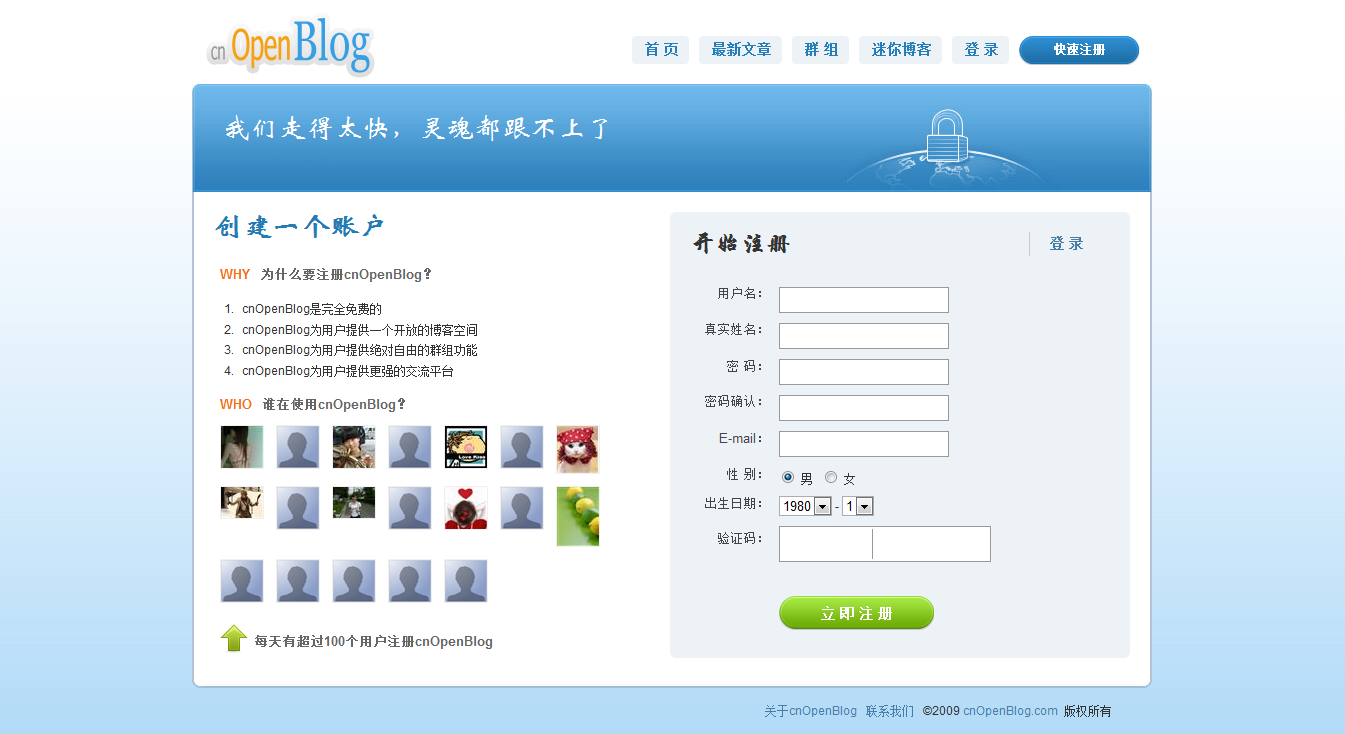 cn OpenBlog
首 页 最新文章 群 组 迷你博客 登 录 快速注册
我们走得太快，灵魂都跟不上了
创建一个账户
WHY 为什么要注册cnOpenBlog？
1. cnOpenBlog是完全免费的
2. cnOpenBlog为用户提供一个开放的博客空间
3. cnOpenBlog为用户提供绝对自由的群组功能
4. cnOpenBlog为用户提供更强的交流平台
WHO 谁在使用cnOpenBlog？
每天有超过100个用户注册cnOpenBlog
开始注册 登 录
用户名：
真实姓名：
密 码：
密码确认：
E-mail：
性 别： 男 女
出生日期： 1980 - 1
验证码：
立即注册
关于cnOpenBlog 联系我们 ©2009 cnOpenBlog.com 版权所有